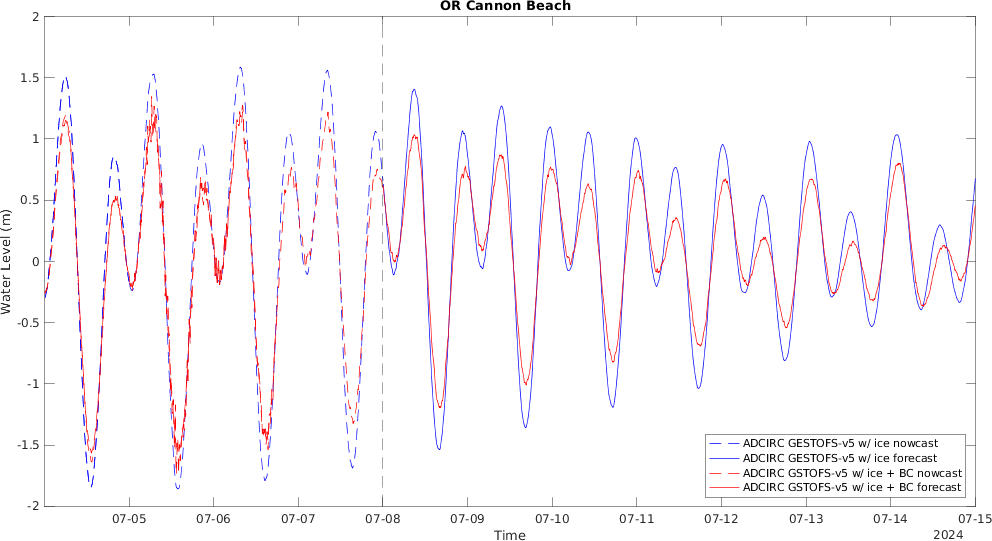 OR Cannon Beach
2
1.5
1
0.5
0
-0.5
-1
-1.5
-2
Water Level (m)
07-05 07-06 07-07 07-08 07-09 07-10 07-11 07-12 07-13 07-14 07-15
Time
2024
ADCIRC GESTOFS-v5 w/ ice nowcast
ADCIRC GESTOFS-v5 w/ ice forecast
ADCIRC GSTOFS-v5 w/ ice + BC nowcast
ADCIRC GSTOFS-v5 w/ ice + BC forecast